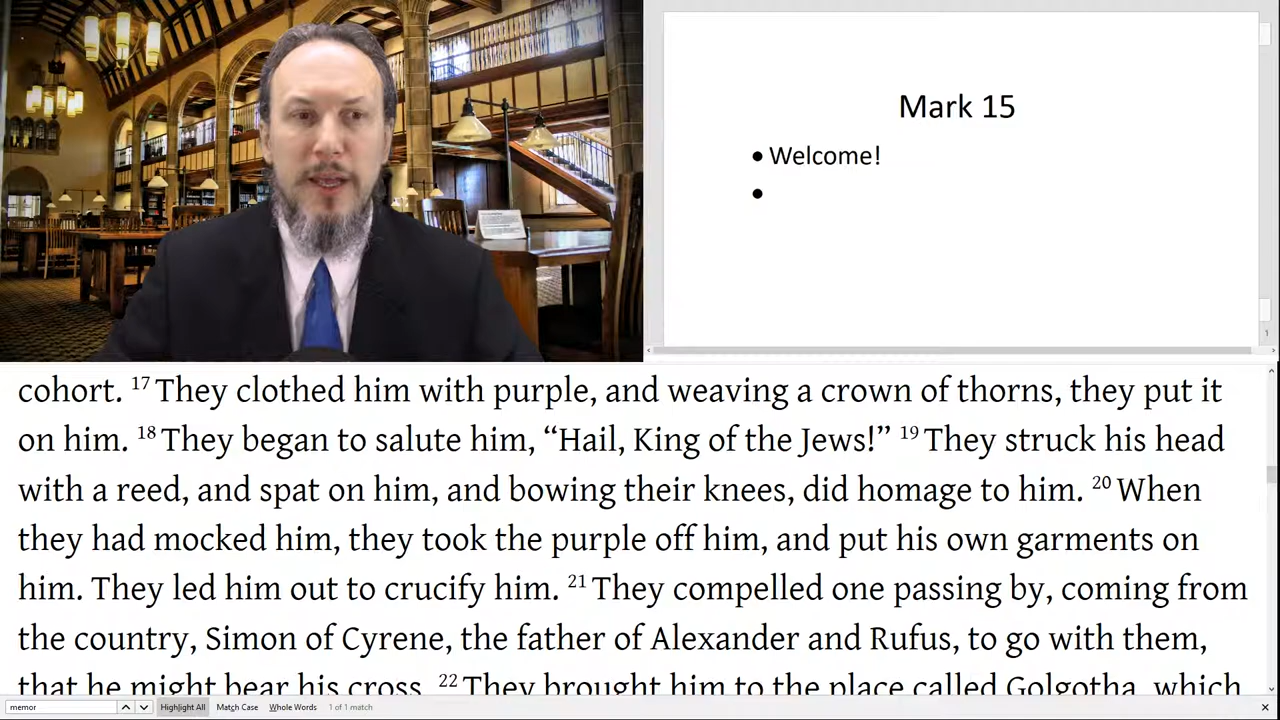 Mark 15
• Welcome!
•
1
cohort. 17 They clothed him with purple, and weaving a crown of thorns, they put it
on him. 18 They began to salute him, “Hail, King of the Jews!” 19 They struck his head
with a reed, and spat on him, and bowing their knees, did homage to him. 20 When
they had mocked him, they took the purple off him, and put his own garments on
him. They led him out to crucify him. 21 They compelled one passing by, coming from
the country, Simon of Cyrene, the father of Alexander and Rufus, to go with them,
that he might bear his cross. 22 They brought him to the place called Golgotha, which
memor Highlight All Match Case Whole Words 1 of 1 match